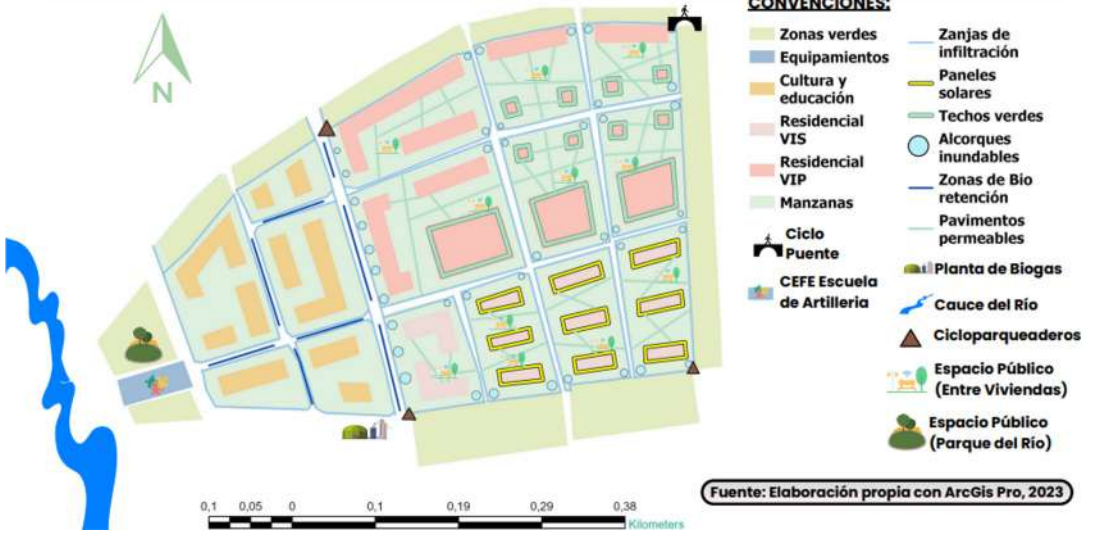 CONVENCIONES:
Zonas verdes
Equipamientos
Cultura y
educación
Residencial
VIS
Residencial
VIP
Manzanas
Ciclo
Puente
CEFE Escuela
de Artilleria
Zanjas de
infiltración
Paneles
solares
Techos verdes
Alcorques
inundables
Zonas de Bio
retención
Pavimentos
permeables
Planta de Biogas
Cauce del Río
Cicloparqueaderos
Espacio Público
(Entre Viviendas)
Espacio Público
(Parque del Río)
N
0,1 0,05 0 0,1 0,19 0,29 0,38
Kilometers
Fuente: Elaboración propia con ArcGis Pro, 2023